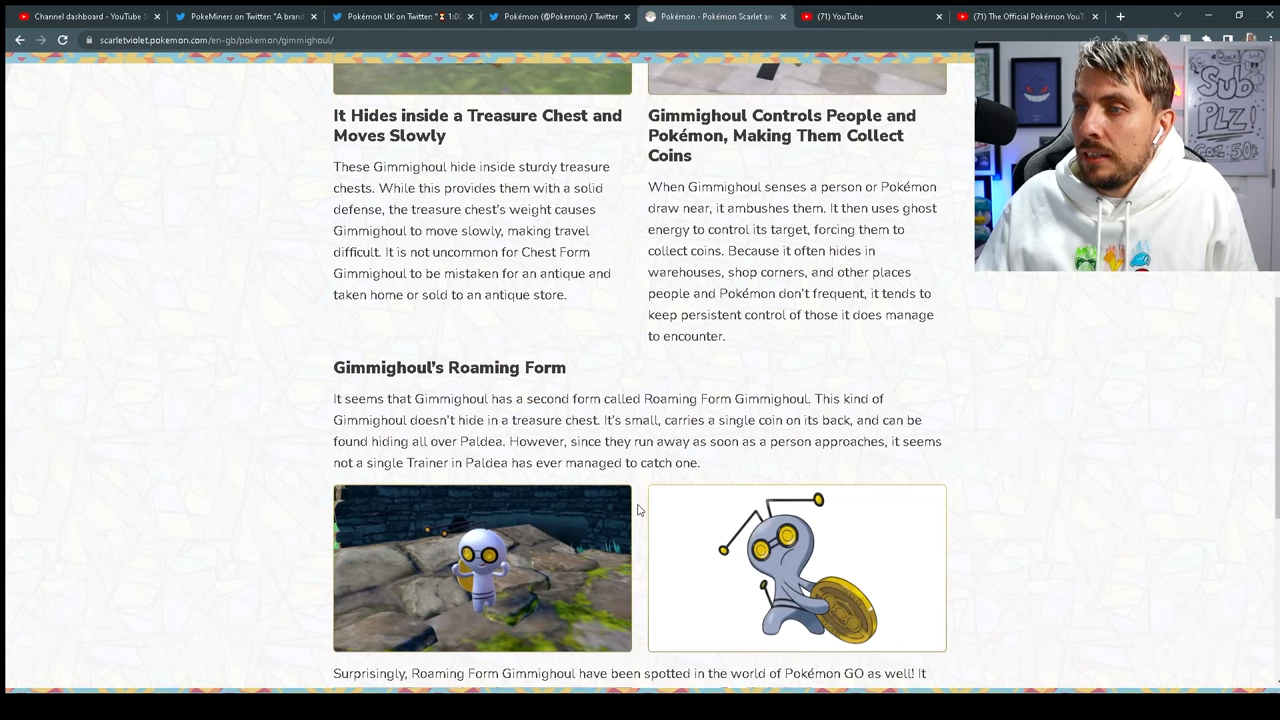 Channel dashboard - YouTube S
PokeMiners on Twitter: "A brand
Pokémon UK on Twitter: "⌛ 1:00
Pokémon (@Pokemon) / Twitter
Pokémon - Pokémon Scarlet an
(71) YouTube
(71) The Official Pokémon YouT
scarletviolet.pokemon.com/en-gb/pokemon/gimmighoul/
SUB
PLZ!
It Hides inside a Treasure Chest and
Moves Slowly
These Gimmighoul hide inside sturdy treasure
chests. While this provides them with a solid
defense, the treasure chest's weight causes
Gimmighoul to move slowly, making travel
difficult. It is not uncommon for Chest Form
Gimmighoul to be mistaken for an antique and
taken home or sold to an antique store.
Gimmighoul Controls People and
Pokémon, Making Them Collect
Coins
When Gimmighoul senses a person or Pokémon
draw near, it ambushes them. It then uses ghost
energy to control its target, forcing them to
collect coins. Because it often hides in
warehouses, shop corners, and other places
people and Pokémon don't frequent, it tends to
keep persistent control of those it does manage
to encounter.
Gimmighoul's Roaming Form
It seems that Gimmighoul has a second form called Roaming Form Gimmighoul. This kind of
Gimmighoul doesn't hide in a treasure chest. It's small, carries a single coin on its back, and can be
found hiding all over Paldea. However, since they run away as soon as a person approaches, it seems
not a single Trainer in Paldea has ever managed to catch one.
Surprisingly, Roaming Form Gimmighoul have been spotted in the world of Pokémon GO as well! It